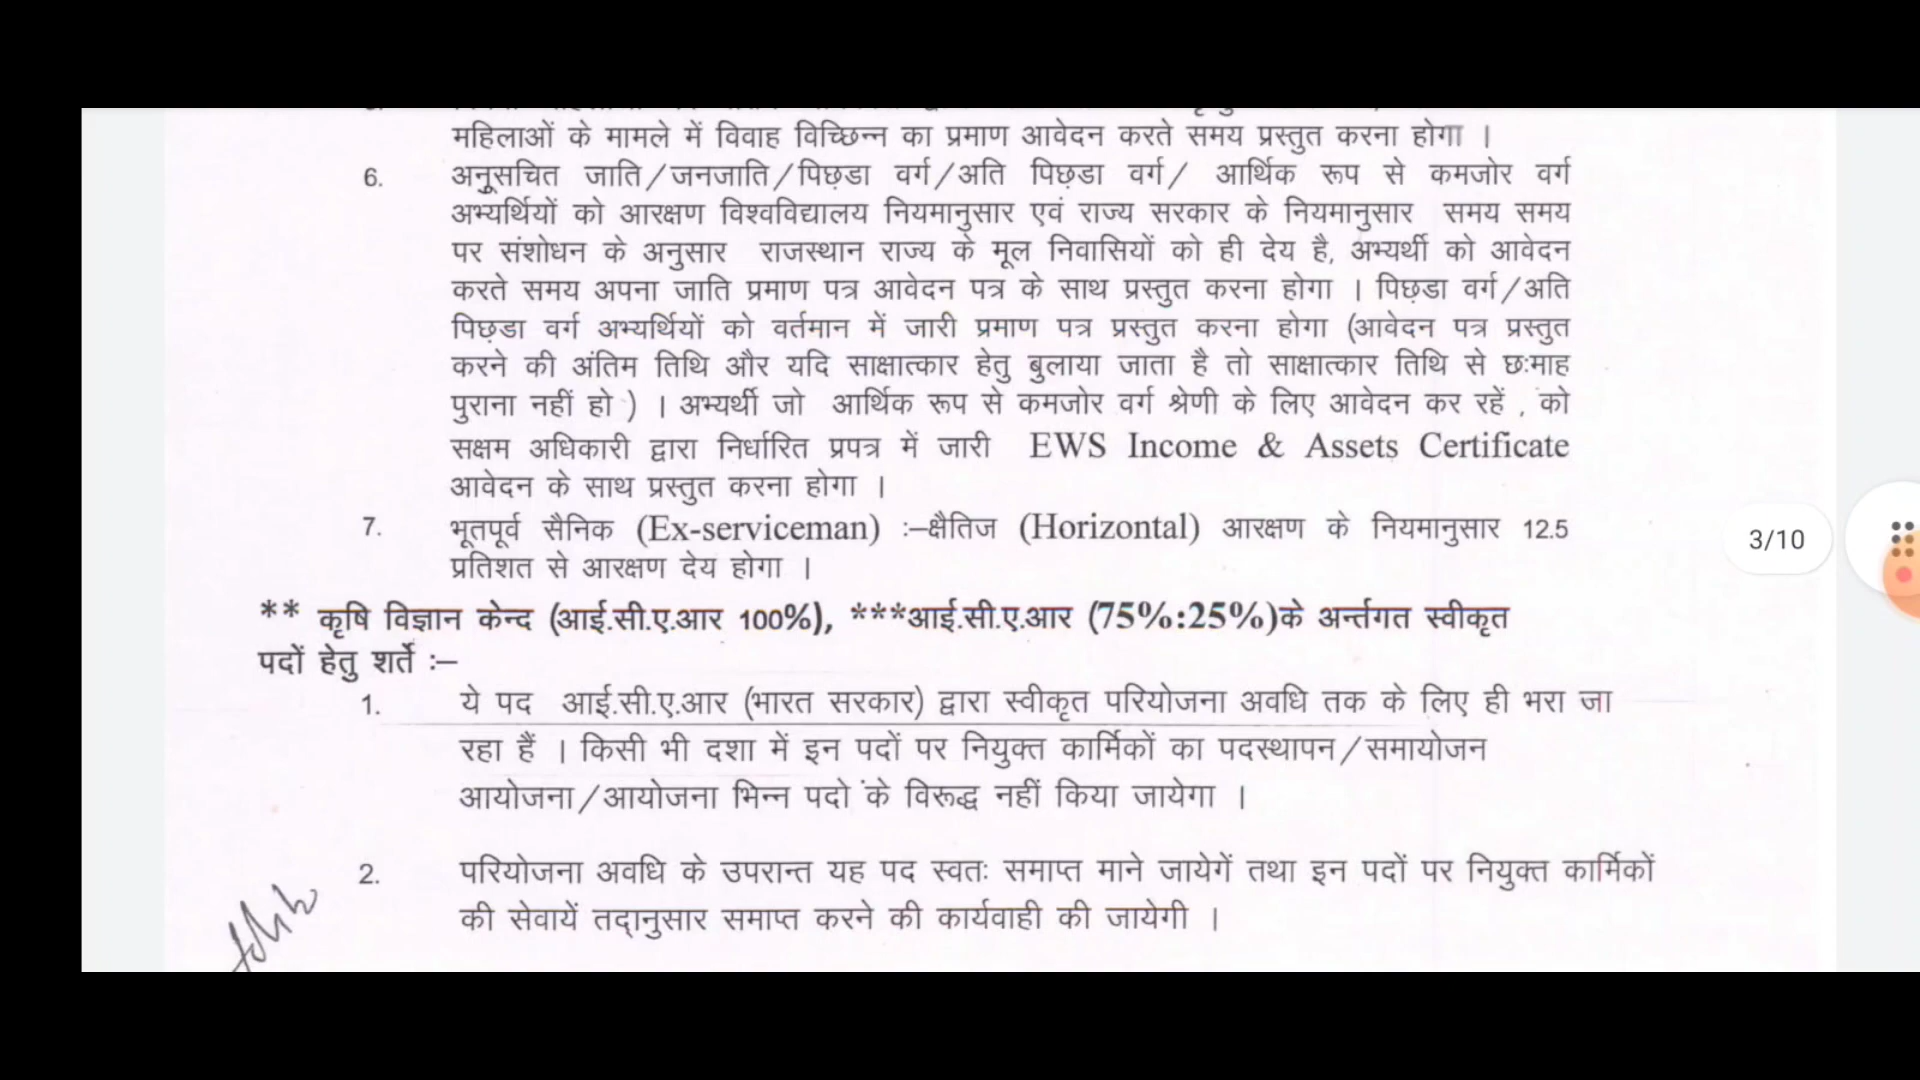 महिलाओं के मामले में विवाह विच्छिन्न का प्रमाण आवेदन करते समय प्रस्तुत करना होगा ।
6. अनुूसचित जाति/जनजाति/पिछ़डा वर्ग/अति पिछ़डा वर्ग/ आर्थिक रूप से कमजोर वर्ग
अभ्यर्थियों को आरक्षण विश्वविद्यालय नियमानुसार एवं राज्य सरकार के नियमानुसार समय समय
पर संशोधन के अनुसार राजस्थान राज्य के मूल निवासियों को ही देय है, अभ्यर्थी को आवेदन
करते समय अपना जाति प्रमाण पत्र आवेदन पत्र के साथ प्रस्तुत करना होगा । पिछ़डा वर्ग/अति
पिछ़डा वर्ग अभ्यर्थियों को वर्तमान में जारी प्रमाण पत्र प्रस्तुत करना होगा (आवेदन पत्र प्रस्तुत
करने की अंतिम तिथि और यदि साक्षात्कार हेतु बुलाया जाता है तो साक्षात्कार तिथि से छःमाह
पुराना नहीं हो ) । अभ्यर्थी जो आर्थिक रूप से कमजोर वर्ग श्रेणी के लिए आवेदन कर रहें , को
सक्षम अधिकारी द्वारा निर्धारित प्रपत्र में जारी EWS Income & Assets Certificate
आवेदन के साथ प्रस्तुत करना होगा ।
7. भूतपूर्व सैनिक (Ex-serviceman) :–क्षैतिज (Horizontal) आरक्षण के नियमानुसार 12.5
प्रतिशत से आरक्षण देय होगा ।
3/10
** कृषि विज्ञान केन्द (आई.सी.ए.आर 100%), ***आई.सी.ए.आर (75%:25%)के अर्न्तगत स्वीकृत
पदों हेतु शर्ते :–
1. ये पद आई.सी.ए.आर (भारत सरकार) द्वारा स्वीकृत परियोजना अवधि तक के लिए ही भरा जा
रहा हैं । किसी भी दशा में इन पदों पर नियुक्त कार्मिकों का पदस्थापन/समायोजन
आयोजना/आयोजना भिन्न पदो के विरूद्ध नहीं किया जायेगा ।
2. परियोजना अवधि के उपरान्त यह पद स्वतः समाप्त माने जायेगें तथा इन पदों पर नियुक्त कार्मिकों
की सेवायें तद्ानुसार समाप्त करने की कार्यवाही की जायेगी ।